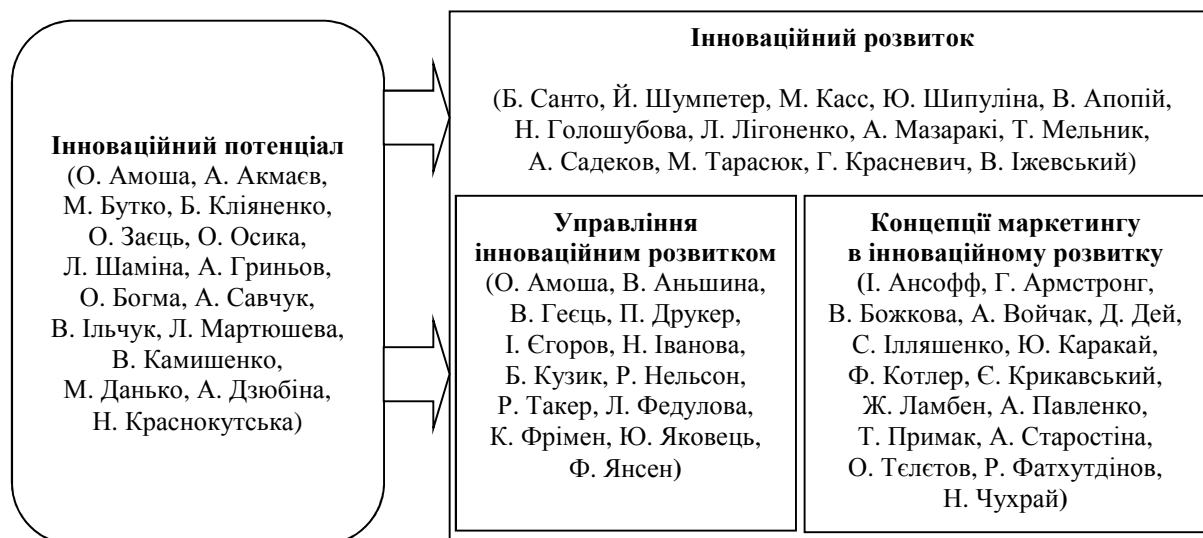 Інноваційний потенціал
(О. Амоша, А. Акмаєв,
М. Бутко, Б. Кліяненко,
О. Заєць, О. Осика,
Л. Шаміна, А. Гриньов,
О. Богма, А. Савчук,
В. Ільчук, Л. Мартюшева,
В. Камишенко,
М. Данько, А. Дзюбіна,
Н. Краснокутська)
Інноваційний розвиток
(Б. Санто, Й. Шумпетер, М. Касс, Ю. Шипуліна, В. Апопій,
Н. Голошубова, Л. Лігоненко, А. Мазаракі, Т. Мельник,
А. Садеков, М. Тарасюк, Г. Красневич, В. Іжевський)
Управління
інноваційним розвитком
(О. Амоша, В. Аньшина,
В. Геєць, П. Друкер,
І. Єгоров, Н. Іванова,
Б. Кузик, Р. Нельсон,
Р. Такер, Л. Федулова,
К. Фрімен, Ю. Яковець,
Ф. Янсен)
Концепції маркетингу
в інноваційному розвитку
(І. Ансофф, Г. Армстронг,
В. Божкова, А. Войчак, Д. Дей,
С. Ілляшенко, Ю. Каракай,
Ф. Котлер, Є. Крикавський,
Ж. Ламбен, А. Павленко,
Т. Примак, А. Старостіна,
О. Тєлєтов, Р. Фатхутдінов,
Н. Чухрай)